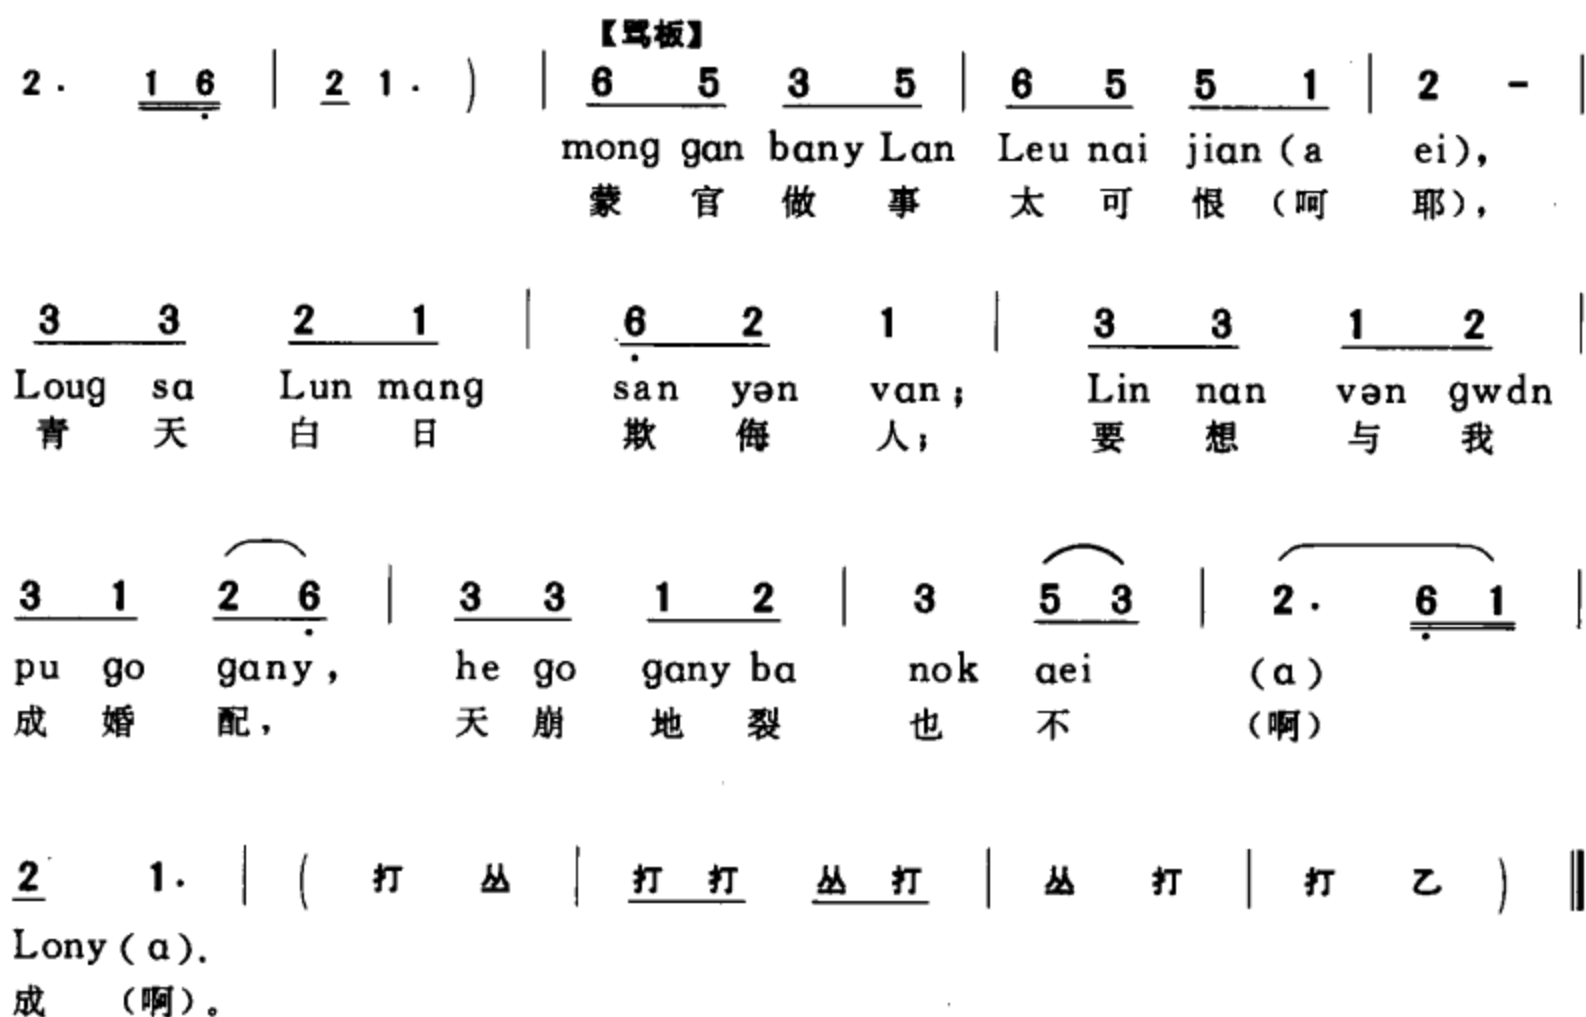 【骂板】
2 · 1 6 | 2 1 · ) | 6 5 3 5 | 6 5 5 1 | 2 - |
mong gan bany Lan Leu nai jian (a ei),
蒙 官 做 事 太 可 恨 (呵 耶),
3 3 2 1 | 6 2 1 | 3 3 1 2 |
Loug sa Lun mang san yən van; Lin nan vən gwdn
青 天 白 日 欺 侮 人; 要 想 与 我
3 1 2 6 | 3 3 1 2 | 3 5 3 | 2 · 6 1 |
pu go gany, he go gany ba nok aei (a)
成 婚 配, 天 崩 地 裂 也 不 (啊)
2 1 · | ( 打 丛 | 打 打 丛 打 | 丛 打 | 打 乙 ) ‖
Lony (a).
成 (啊)。